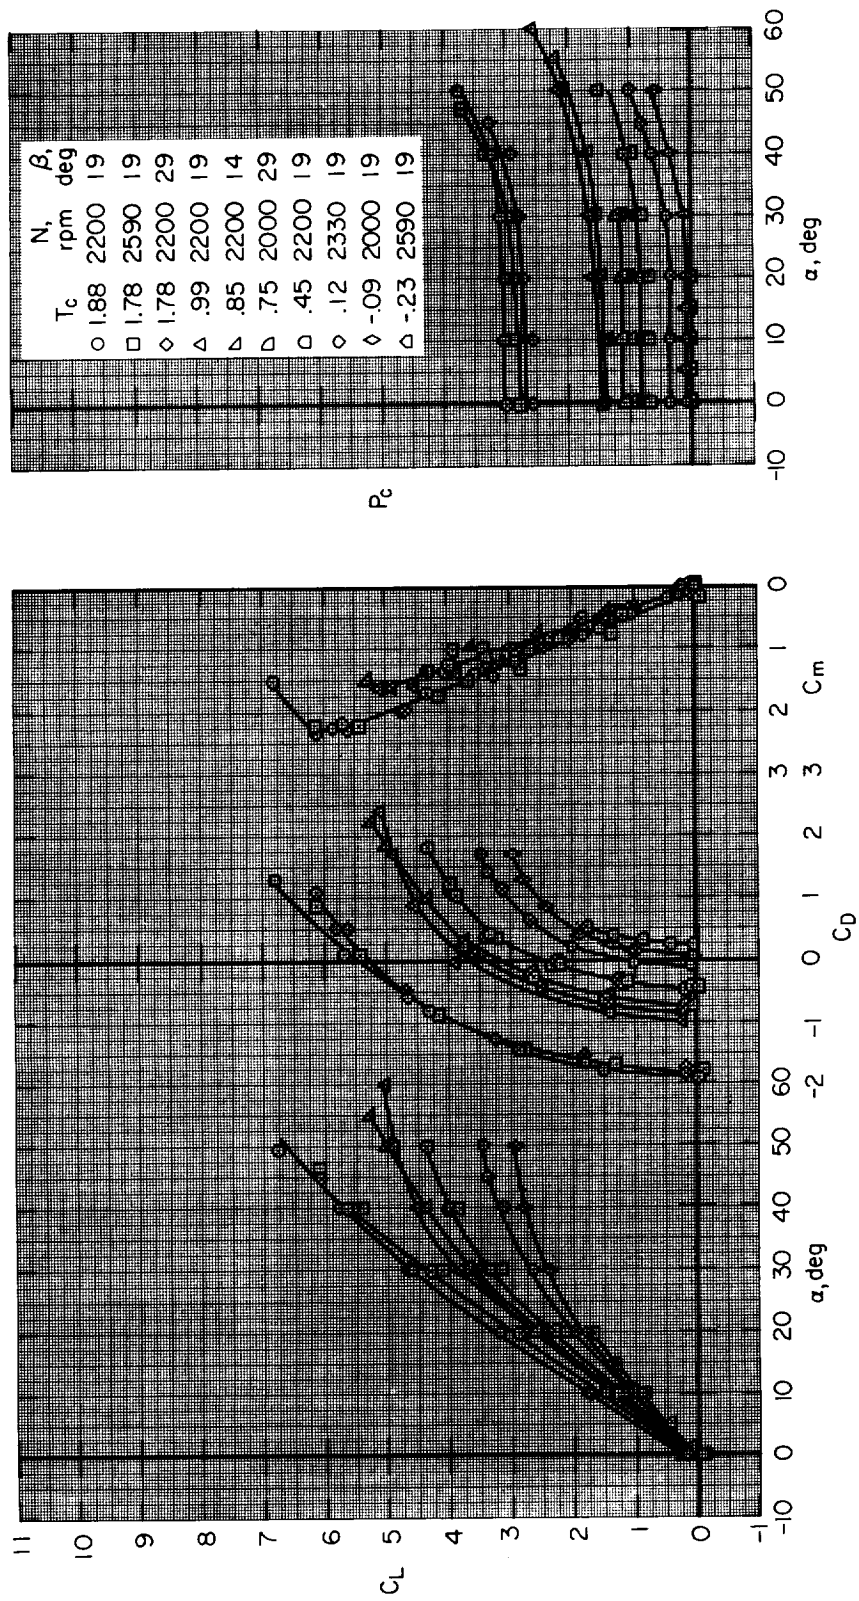 11
10
9
8
7
6
5
4
3
2
1
0
-1
C_L
-10 0 10 20 30 40 50 60
α, deg
-2 -1 0 1 2 3
C_D
3 2 1 0
C_m
P_c
T_c N, rpm β, deg
○ 1.88 2200 19
□ 1.78 2590 19
◇ 1.78 2200 29
△ .99 2200 19
.85 2200 14
.75 2000 29
.45 2200 19
.12 2330 19
-.09 2000 19
-.23 2590 19
-10 0 10 20 30 40 50 60
α, deg